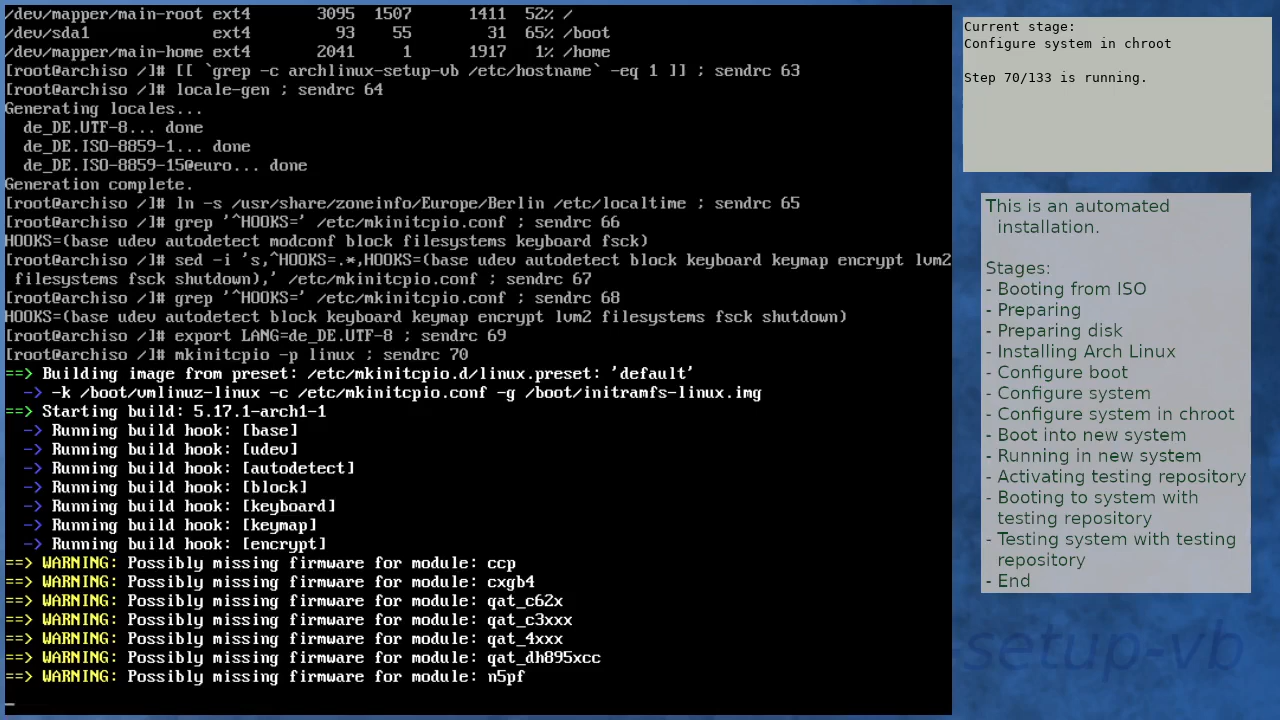 /dev/mapper/main-root ext4       3095  1507      1411  52% /
/dev/sda1             ext4         93    55        31  65% /boot
/dev/mapper/main-home ext4       2041     1      1917   1% /home
[root@archiso /]# [[ `grep -c archlinux-setup-vb /etc/hostname` -eq 1 ]] ; sendrc 63
[root@archiso /]# locale-gen ; sendrc 64
Generating locales...
  de_DE.UTF-8... done
  de_DE.ISO-8859-1... done
  de_DE.ISO-8859-15@euro... done
Generation complete.
[root@archiso /]# ln -s /usr/share/zoneinfo/Europe/Berlin /etc/localtime ; sendrc 65
[root@archiso /]# grep '^HOOKS=' /etc/mkinitcpio.conf ; sendrc 66
HOOKS=(base udev autodetect modconf block filesystems keyboard fsck)
[root@archiso /]# sed -i 's,^HOOKS=.*,HOOKS=(base udev autodetect block keyboard keymap encrypt lvm2
 filesystems fsck shutdown),' /etc/mkinitcpio.conf ; sendrc 67
[root@archiso /]# grep '^HOOKS=' /etc/mkinitcpio.conf ; sendrc 68
HOOKS=(base udev autodetect block keyboard keymap encrypt lvm2 filesystems fsck shutdown)
[root@archiso /]# export LANG=de_DE.UTF-8 ; sendrc 69
[root@archiso /]# mkinitcpio -p linux ; sendrc 70
==> Building image from preset: /etc/mkinitcpio.d/linux.preset: 'default'
  -> -k /boot/vmlinuz-linux -c /etc/mkinitcpio.conf -g /boot/initramfs-linux.img
==> Starting build: 5.17.1-arch1-1
  -> Running build hook: [base]
  -> Running build hook: [udev]
  -> Running build hook: [autodetect]
  -> Running build hook: [block]
  -> Running build hook: [keyboard]
  -> Running build hook: [keymap]
  -> Running build hook: [encrypt]
==> WARNING: Possibly missing firmware for module: ccp
==> WARNING: Possibly missing firmware for module: cxgb4
==> WARNING: Possibly missing firmware for module: qat_c62x
==> WARNING: Possibly missing firmware for module: qat_c3xxx
==> WARNING: Possibly missing firmware for module: qat_4xxx
==> WARNING: Possibly missing firmware for module: qat_dh895xcc
==> WARNING: Possibly missing firmware for module: n5pf
Current stage:
Configure system in chroot
Step 70/133 is running.
This is an automated
installation.
Stages:
- Booting from ISO
- Preparing
- Preparing disk
- Installing Arch Linux
- Configure boot
- Configure system
- Configure system in chroot
- Boot into new system
- Running in new system
- Activating testing repository
- Booting to system with
testing repository
- Testing system with testing
repository
- End
setup-vb